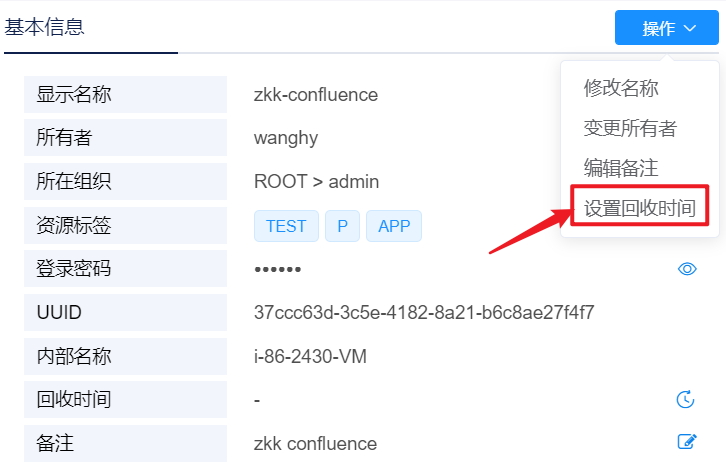 基本信息
操作
修改名称
变更所有者
编辑备注
设置回收时间
显示名称 zkk-confluence
所有者 wanghy
所在组织 ROOT > admin
资源标签 TEST P APP
登录密码 ••••••
UUID 37ccc63d-3c5e-4182-8a21-b6c8ae27f4f7
内部名称 i-86-2430-VM
回收时间 -
备注 zkk confluence